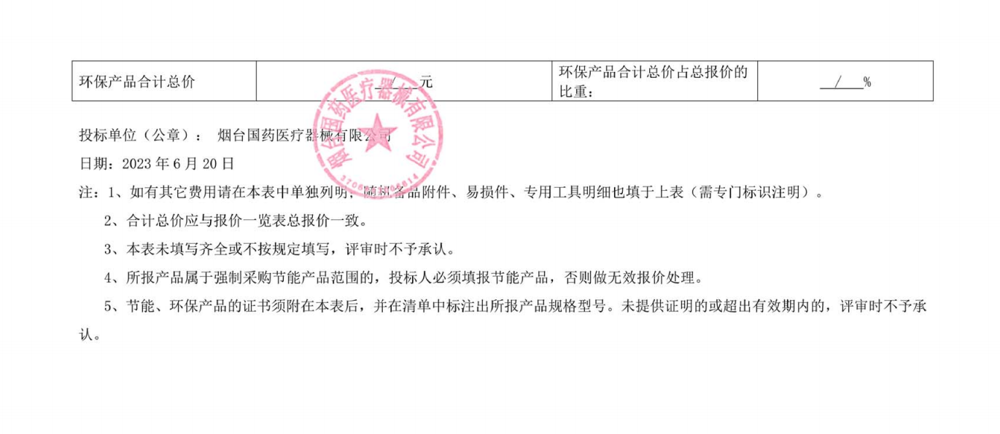 环保产品合计总价 / 元 环保产品合计总价占总报价的
比重： / %
投标单位（公章）： 烟台国药医疗器械有限公司
烟台国药医疗器械有限公司
日期：2023 年 6 月 20 日
注：1、如有其它费用请在本表中单独列明，随机备品附件、易损件、专用工具明细也填于上表（需专门标识注明）。
2、合计总价应与报价一览表总报价一致。
3、本表未填写齐全或不按规定填写，评审时不予承认。
4、所报产品属于强制采购节能产品范围的，投标人必须填报节能产品，否则做无效报价处理。
5、节能、环保产品的证书须附在本表后，并在清单中标注出所报产品规格型号。未提供证明的或超出有效期内的，评审时不予承
认。